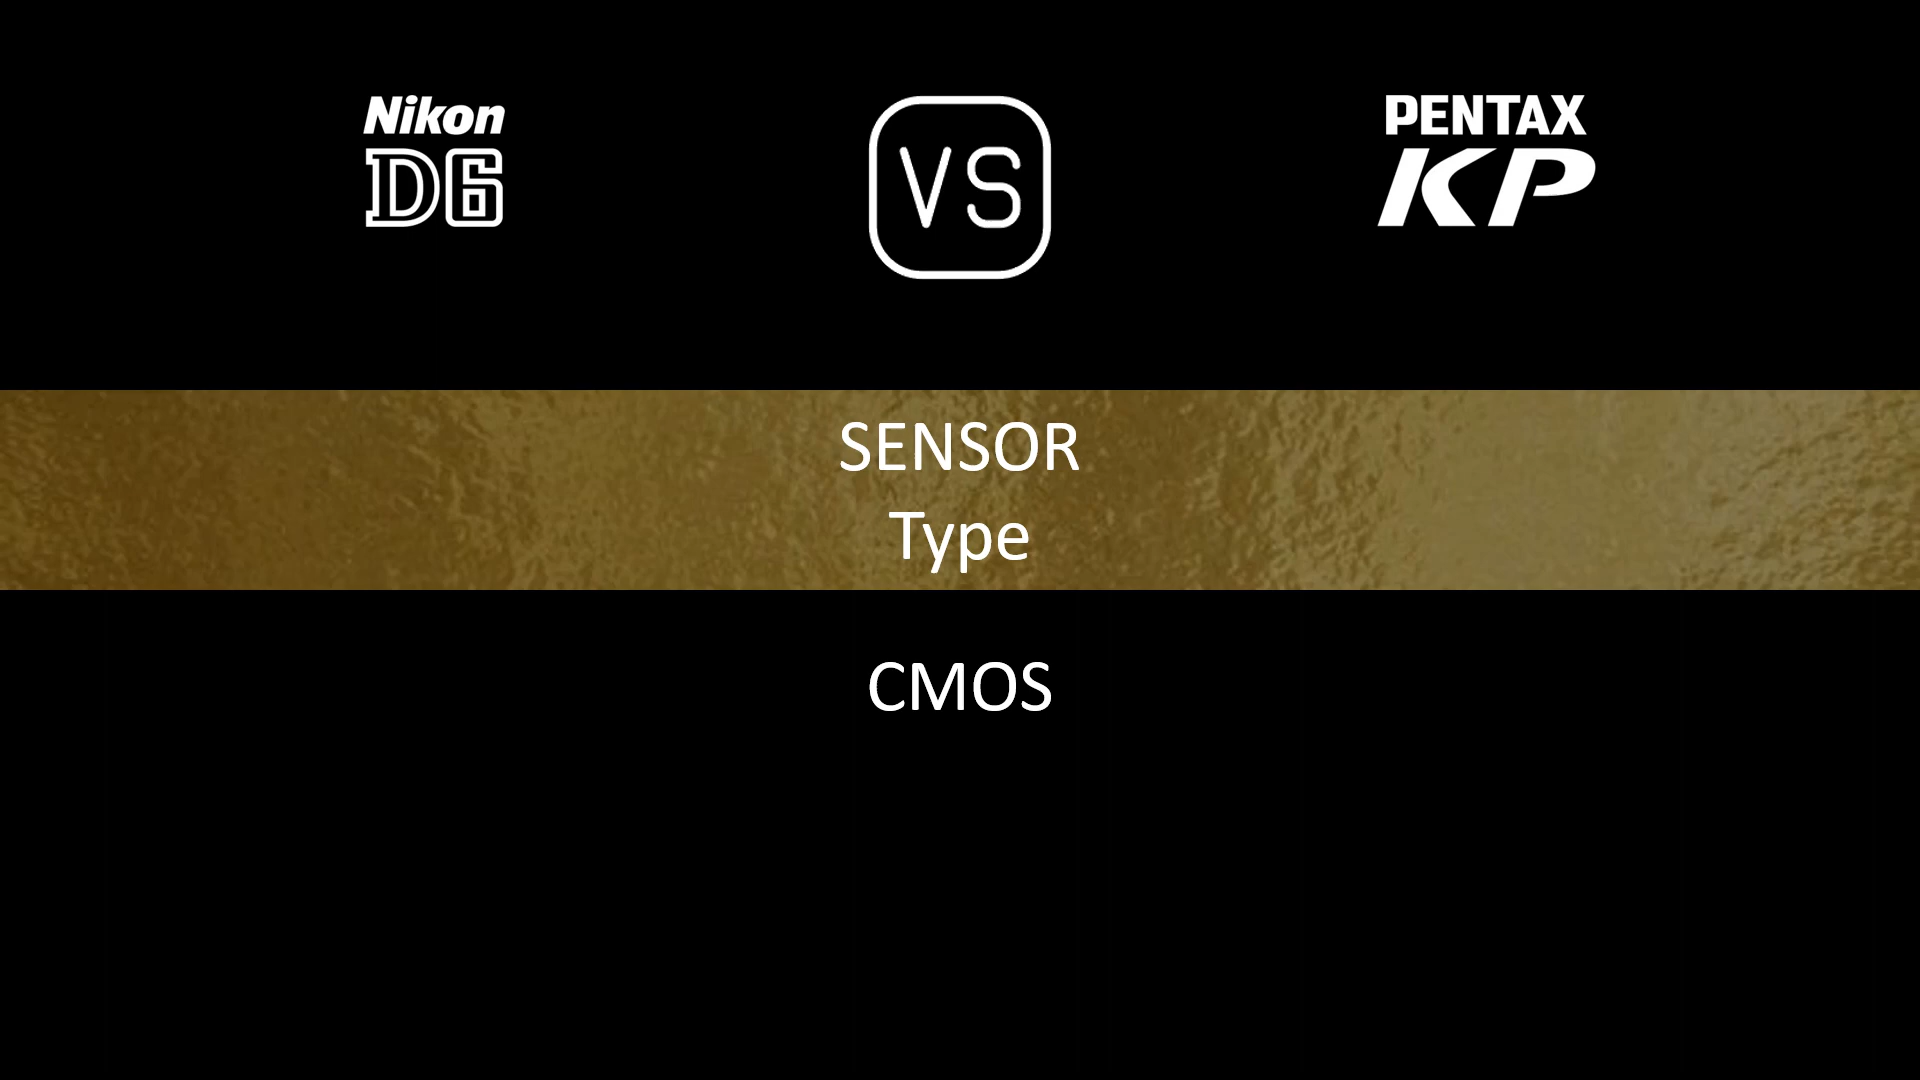 Nikon
D6
VS
PENTAX
KP
SENSOR
Type
CMOS